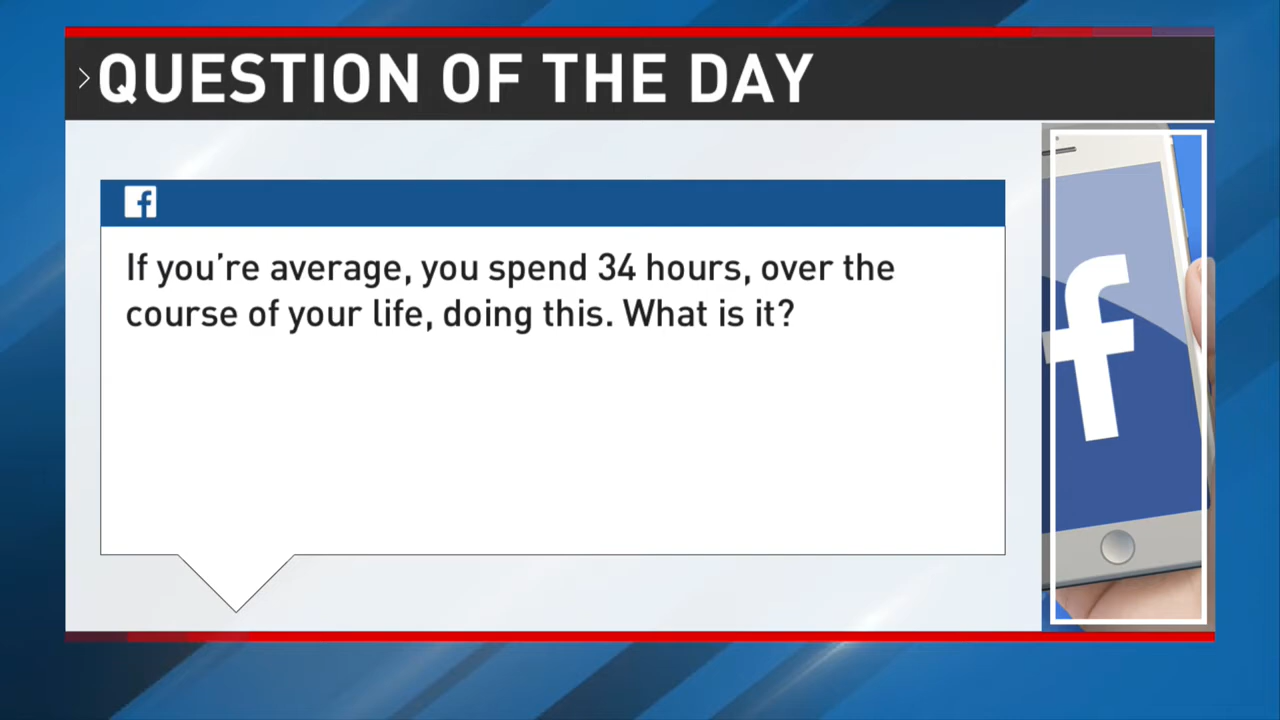 >QUESTION OF THE DAY
f
If you're average, you spend 34 hours, over the
course of your life, doing this. What is it?
f